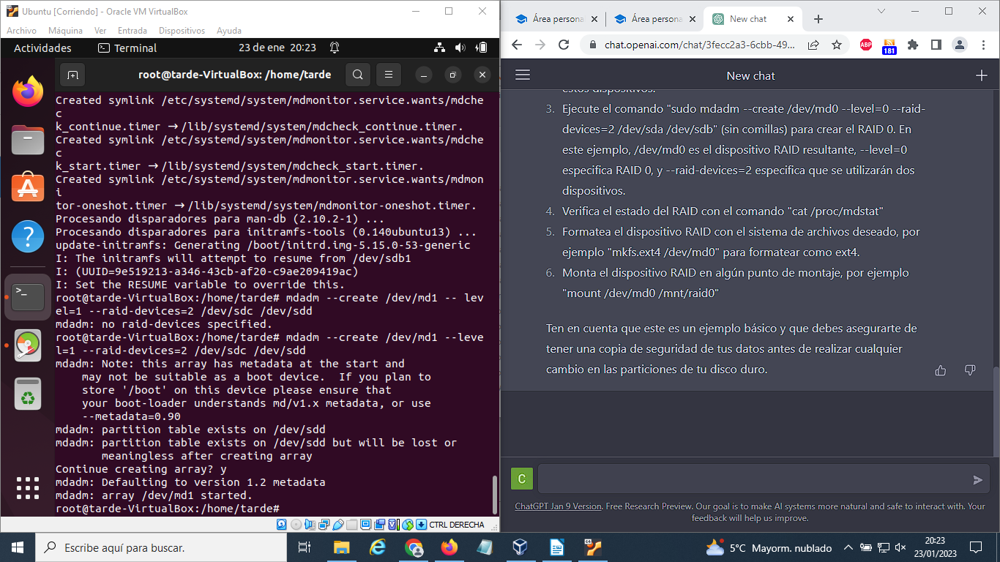 Ubuntu [Corriendo] - Oracle VM VirtualBox
Archivo Máquina Ver Entrada Dispositivos Ayuda
Actividades Terminal 23 de ene 20:23
root@tarde-VirtualBox: /home/tarde
Created symlink /etc/systemd/system/mdmonitor.service.wants/mdchec
k_continue.timer → /lib/systemd/system/mdcheck_continue.timer.
Created symlink /etc/systemd/system/mdmonitor.service.wants/mdchec
k_start.timer → /lib/systemd/system/mdcheck_start.timer.
Created symlink /etc/systemd/system/mdmonitor.service.wants/mdmoni
tor-oneshot.timer → /lib/systemd/system/mdmonitor-oneshot.timer.
Procesando disparadores para man-db (2.10.2-1) ...
Procesando disparadores para initramfs-tools (0.140ubuntu13) ...
update-initramfs: Generating /boot/initrd.img-5.15.0-53-generic
I: The initramfs will attempt to resume from /dev/sdb1
I: (UUID=9e519213-a346-43cb-af20-c9ae209419ac)
I: Set the RESUME variable to override this.
root@tarde-VirtualBox:/home/tarde# mdadm --create /dev/md1 -- lev
el=1 --raid-devices=2 /dev/sdc /dev/sdd
mdadm: no raid-devices specified.
root@tarde-VirtualBox:/home/tarde# mdadm --create /dev/md1 --leve
l=1 --raid-devices=2 /dev/sdc /dev/sdd
mdadm: Note: this array has metadata at the start and
may not be suitable as a boot device.  If you plan to
store '/boot' on this device please ensure that
your boot-loader understands md/v1.x metadata, or use
--metadata=0.90
mdadm: partition table exists on /dev/sdd
mdadm: partition table exists on /dev/sdd but will be lost or
meaningless after creating array
Continue creating array? y
mdadm: Defaulting to version 1.2 metadata
mdadm: array /dev/md1 started.
root@tarde-VirtualBox:/home/tarde#
CTRL DERECHA
Área persona Área persona New chat
chat.openai.com/chat/3fecc2a3-6cbb-49... ABP 181
New chat
estos dispositivos.
3. Ejecute el comando "sudo mdadm --create /dev/md0 --level=0 --raid-
devices=2 /dev/sda /dev/sdb" (sin comillas) para crear el RAID 0. En
este ejemplo, /dev/md0 es el dispositivo RAID resultante, --level=0
especifica RAID 0, y --raid-devices=2 especifica que se utilizarán dos
dispositivos.
4. Verifica el estado del RAID con el comando "cat /proc/mdstat"
5. Formatea el dispositivo RAID con el sistema de archivos deseado, por
ejemplo "mkfs.ext4 /dev/md0" para formatear como ext4.
6. Monta el dispositivo RAID en algún punto de montaje, por ejemplo
"mount /dev/md0 /mnt/raid0"
Ten en cuenta que este es un ejemplo básico y que debes asegurarte de
tener una copia de seguridad de tus datos antes de realizar cualquier
cambio en las particiones de tu disco duro.
C
ChatGPT Jan 9 Version. Free Research Preview. Our goal is to make AI systems more natural and safe to interact with. Your
feedback will help us improve.
Escribe aquí para buscar.
5°C Mayorm. nublado
20:23
23/01/2023